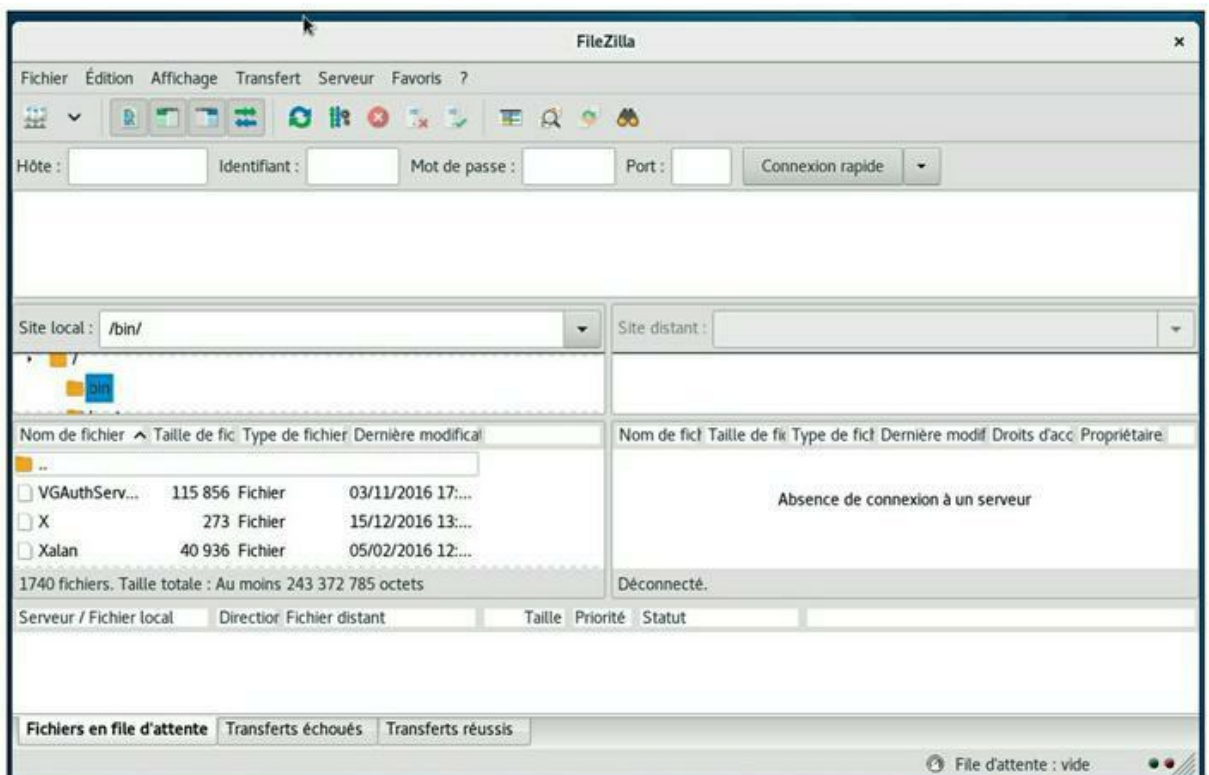 FileZilla
Fichier Édition Affichage Transfert Serveur Favoris ?
Hôte : Identifiant : Mot de passe : Port : Connexion rapide
Site local : /bin/ Site distant :
/
bin
Nom de fichier Taille de fic Type de fichier Dernière modificat Nom de fich Taille de fic Type de fich Dernière modif Droits d'acc Propriétaire
..
VGAuthServ... 115 856 Fichier 03/11/2016 17:...
X 273 Fichier 15/12/2016 13:...
Xalan 40 936 Fichier 05/02/2016 12:...
Absence de connexion à un serveur
1740 fichiers. Taille totale : Au moins 243 372 785 octets Déconnecté.
Serveur / Fichier local Direction Fichier distant Taille Priorité Statut
Fichiers en file d'attente Transferts échoués Transferts réussis
File d'attente : vide